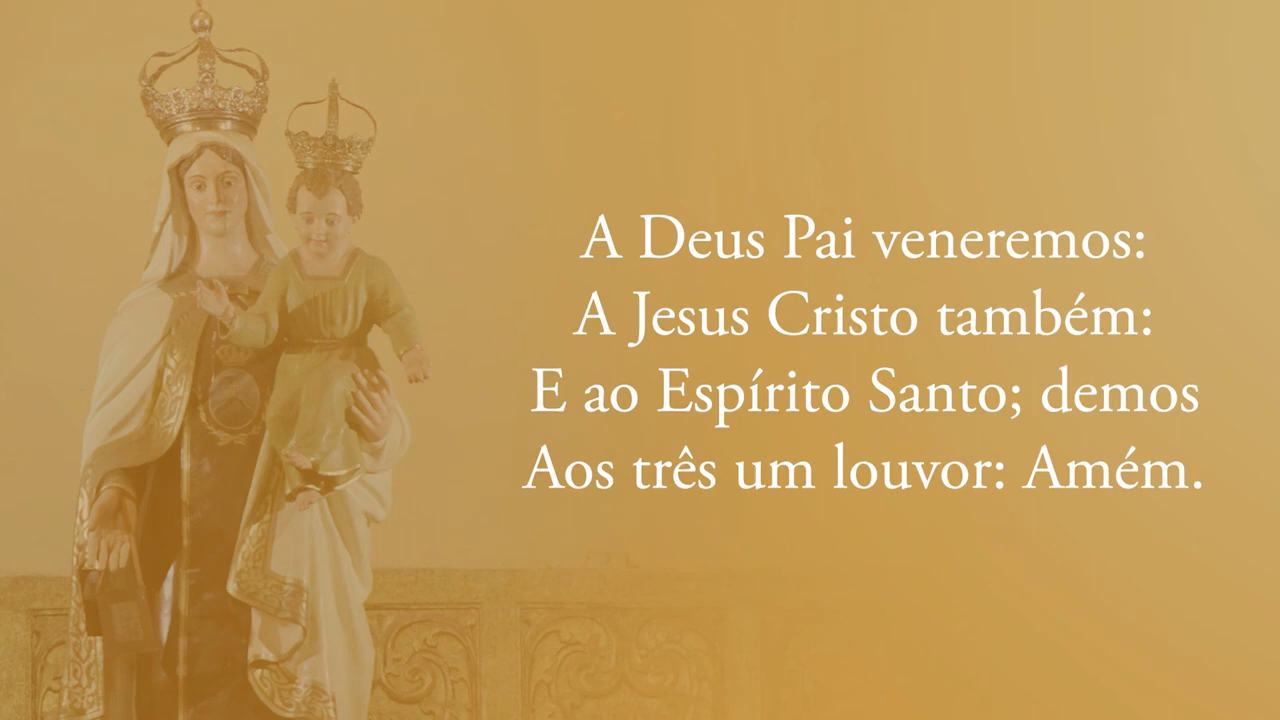 A Deus Pai veneremos:
A Jesus Cristo também:
E ao Espírito Santo; demos
Aos três um louvor: Amém.